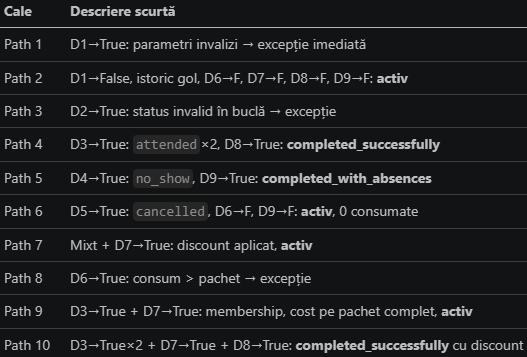 Cale Descriere scurtă
Path 1 D1→True: parametri invalizi → excepție imediată
Path 2 D1→False, istoric gol, D6→F, D7→F, D8→F, D9→F: activ
Path 3 D2→True: status invalid în buclă → excepție
Path 4 D3→True: attended×2, D8→True: completed_successfully
Path 5 D4→True: no_show, D9→True: completed_with_absences
Path 6 D5→True: cancelled, D6→F, D9→F: activ, 0 consumate
Path 7 Mixt + D7→True: discount aplicat, activ
Path 8 D6→True: consum > pachet → excepție
Path 9 D3→True + D7→True: membership, cost pe pachet complet, activ
Path 10 D3→True×2 + D7→True + D8→True: completed_successfully cu discount